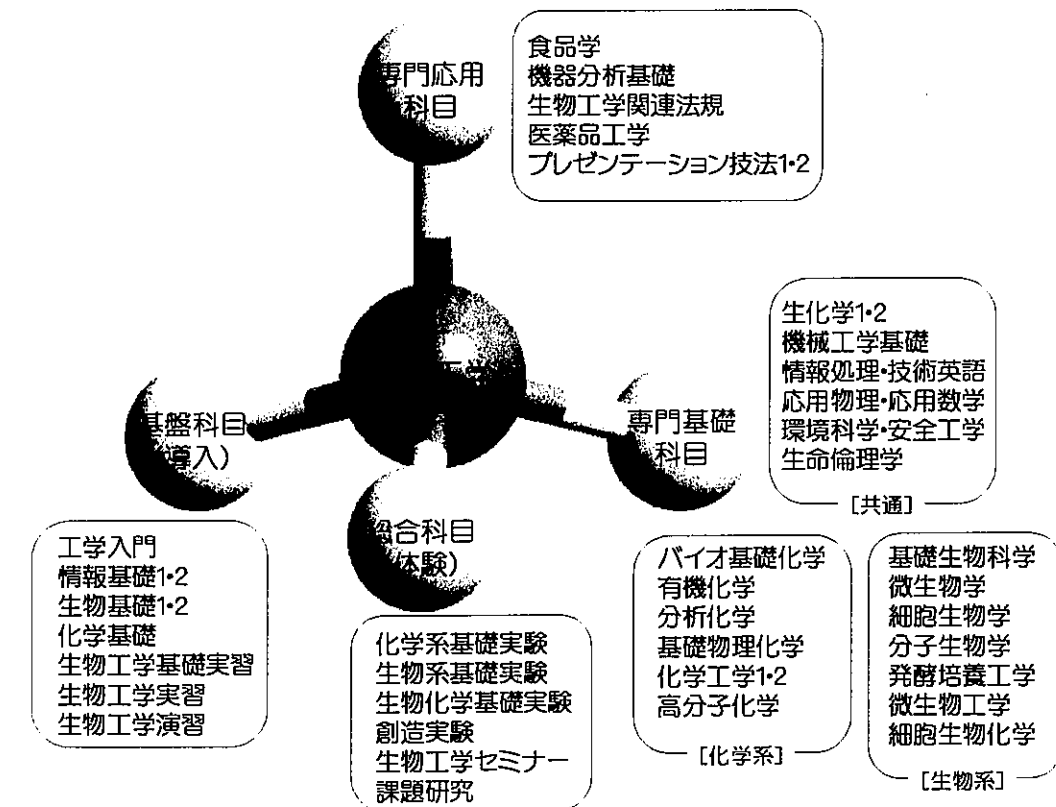 専門応用
科目
食品学
機器分析基礎
生物工学関連法規
医薬品工学
プレゼンテーション技法1・2
生化学1・2
機械工学基礎
情報処理・技術英語
応用物理・応用数学
環境科学・安全工学
生命倫理学
[共通]
基盤科目
(導入)
専門基礎
科目
総合科目
(体験)
工学入門
情報基礎1・2
生物基礎1・2
化学基礎
生物工学基礎実習
生物工学実習
生物工学演習
化学系基礎実験
生物系基礎実験
生物化学基礎実験
創造実験
生物工学セミナー
課題研究
バイオ基礎化学
有機化学
分析化学
基礎物理化学
化学工学1・2
高分子化学
[化学系]
基礎生物科学
微生物学
細胞生物学
分子生物学
発酵培養工学
微生物工学
細胞生物化学
[生物系]